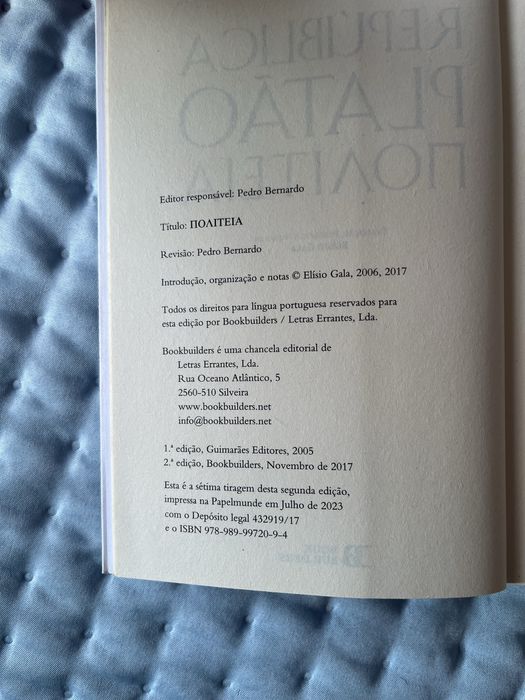 REPÚBLICA
PLATÃO
ΠΟΛΙΤΕΙΑ
Editor responsável: Pedro Bernardo
Título: ΠΟΛΙΤΕΙΑ
Revisão: Pedro Bernardo
Introdução, organização e notas © Elísio Gala, 2006, 2017
Todos os direitos para língua portuguesa reservados para
esta edição por Bookbuilders / Letras Errantes, Lda.
Bookbuilders é uma chancela editorial de
Letras Errantes, Lda.
Rua Oceano Atlântico, 5
2560-510 Silveira
www.bookbuilders.net
info@bookbuilders.net
1.ª edição, Guimarães Editores, 2005
2.ª edição, Bookbuilders, Novembro de 2017
Esta é a sétima tiragem desta segunda edição,
impressa na Papelmunde em Julho de 2023
com o Depósito legal 432919/17
e o ISBN 978-989-99720-9-4